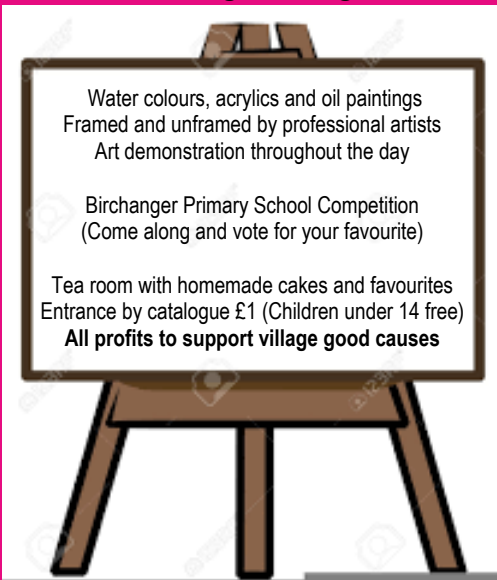 Water colours, acrylics and oil paintings
Framed and unframed by professional artists
Art demonstration throughout the day
Birchanger Primary School Competition
(Come along and vote for your favourite)
Tea room with homemade cakes and favourites
Entrance by catalogue £1 (Children under 14 free)
All profits to support village good causes